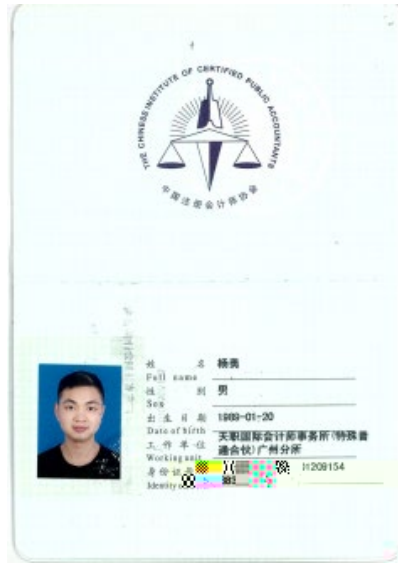 THE CHINESE INSTITUTE OF CERTIFIED PUBLIC ACCOUNTANTS
中国注册会计师协会
姓 名 杨勇
Full name
性 别 男
Sex
出生日期 1989-01-20
Date of birth
工作单位 天职国际会计师事务所(特殊普
通合伙)广州分所
Working unit
身份证
Identity